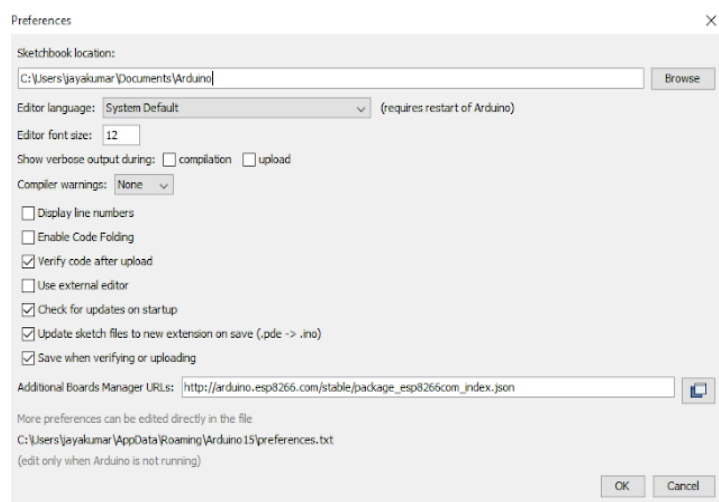 Preferences
Sketchbook location:
C:\Users\jayakumar\Documents\Arduino Browse
Editor language: System Default (requires restart of Arduino)
Editor font size: 12
Show verbose output during: compilation upload
Compiler warnings: None
Display line numbers
Enable Code Folding
Verify code after upload
Use external editor
Check for updates on startup
Update sketch files to new extension on save (.pde -> .ino)
Save when verifying or uploading
Additional Boards Manager URLs: http://arduino.esp8266.com/stable/package_esp8266com_index.json
More preferences can be edited directly in the file
C:\Users\jayakumar\AppData\Roaming\Arduino15\preferences.txt
(edit only when Arduino is not running)
OK Cancel